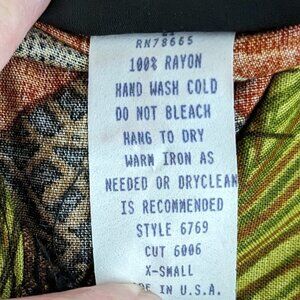 RN78665
100% RAYON
HAND WASH COLD
DO NOT BLEACH
HANG TO DRY
WARM IRON AS
NEEDED OR DRYCLEAN
IS RECOMMENDED
STYLE 6769
CUT 6006
X-SMALL
IN U.S.A.